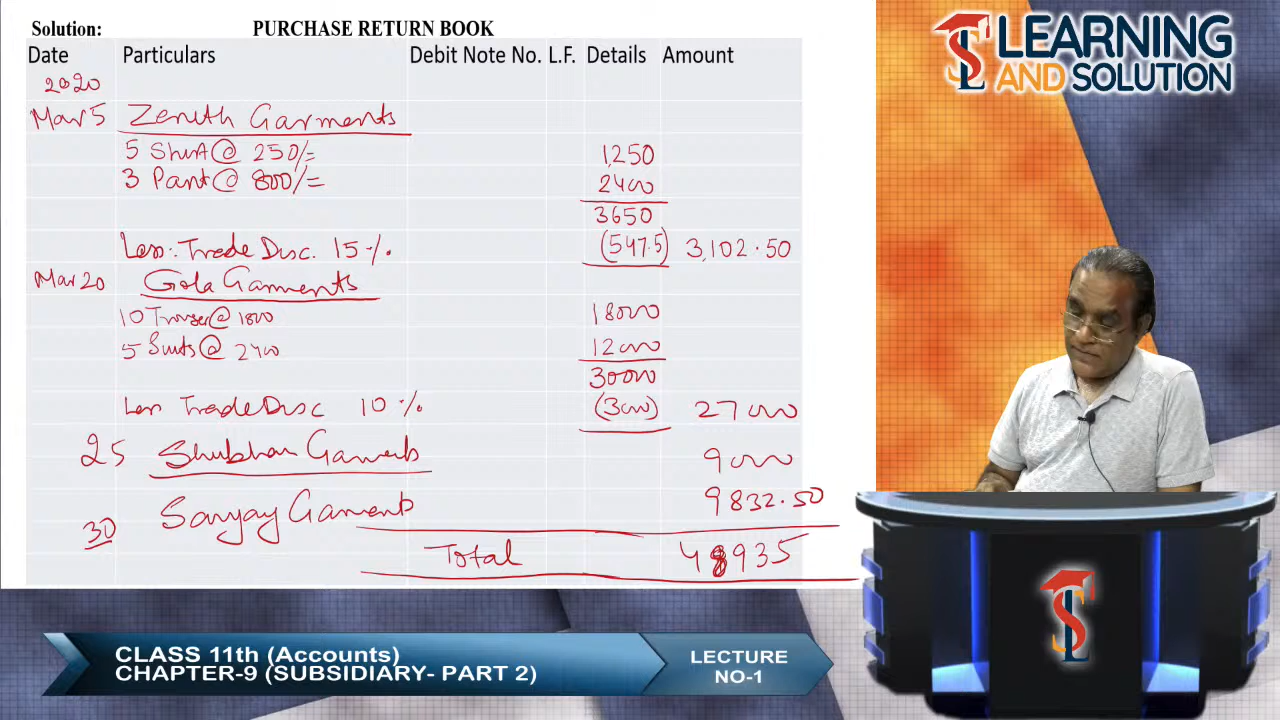 Solution: PURCHASE RETURN BOOK
Date Particulars Debit Note No. L.F. Details Amount
2020
Mar 5 Zenith Garments
5 Shirt @ 250/= 1,250
3 Pant @ 800/= 2400
3650
Less: Trade Disc. 15 %. (547.5) 3,102.50
Mar 20 Gola Garments
10 Trouser @ 1800 18000
5 Suits @ 2400 12000
30000
Less Trade Disc 10 % (3000) 27000
25 Shubham Garments 9000
30 Sanjay Garments 9832.50
Total 48935
LEARNING
AND SOLUTION
CLASS 11th (Accounts)
CHAPTER-9 (SUBSIDIARY- PART 2)
LECTURE
NO-1